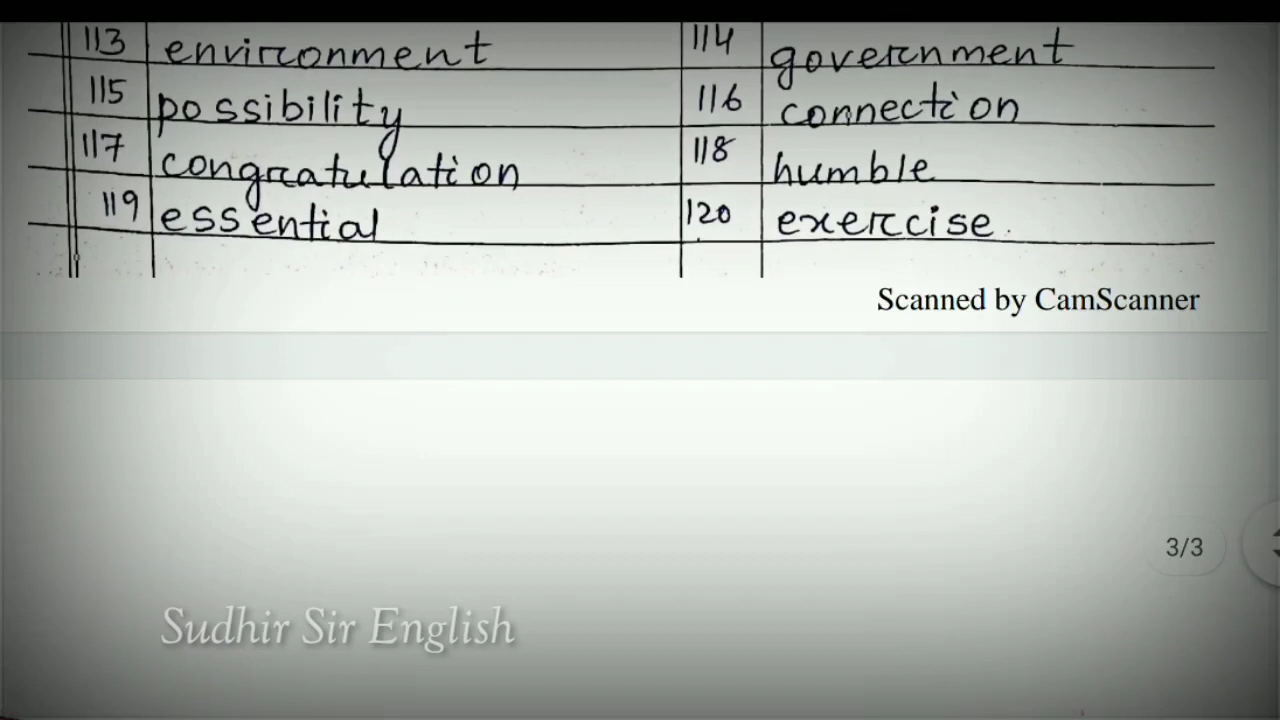 113 environment 114 government
115 possibility 116 connection
117 congratulation 118 humble
119 essential 120 exercise.
Scanned by CamScanner
3/3
Sudhir Sir English